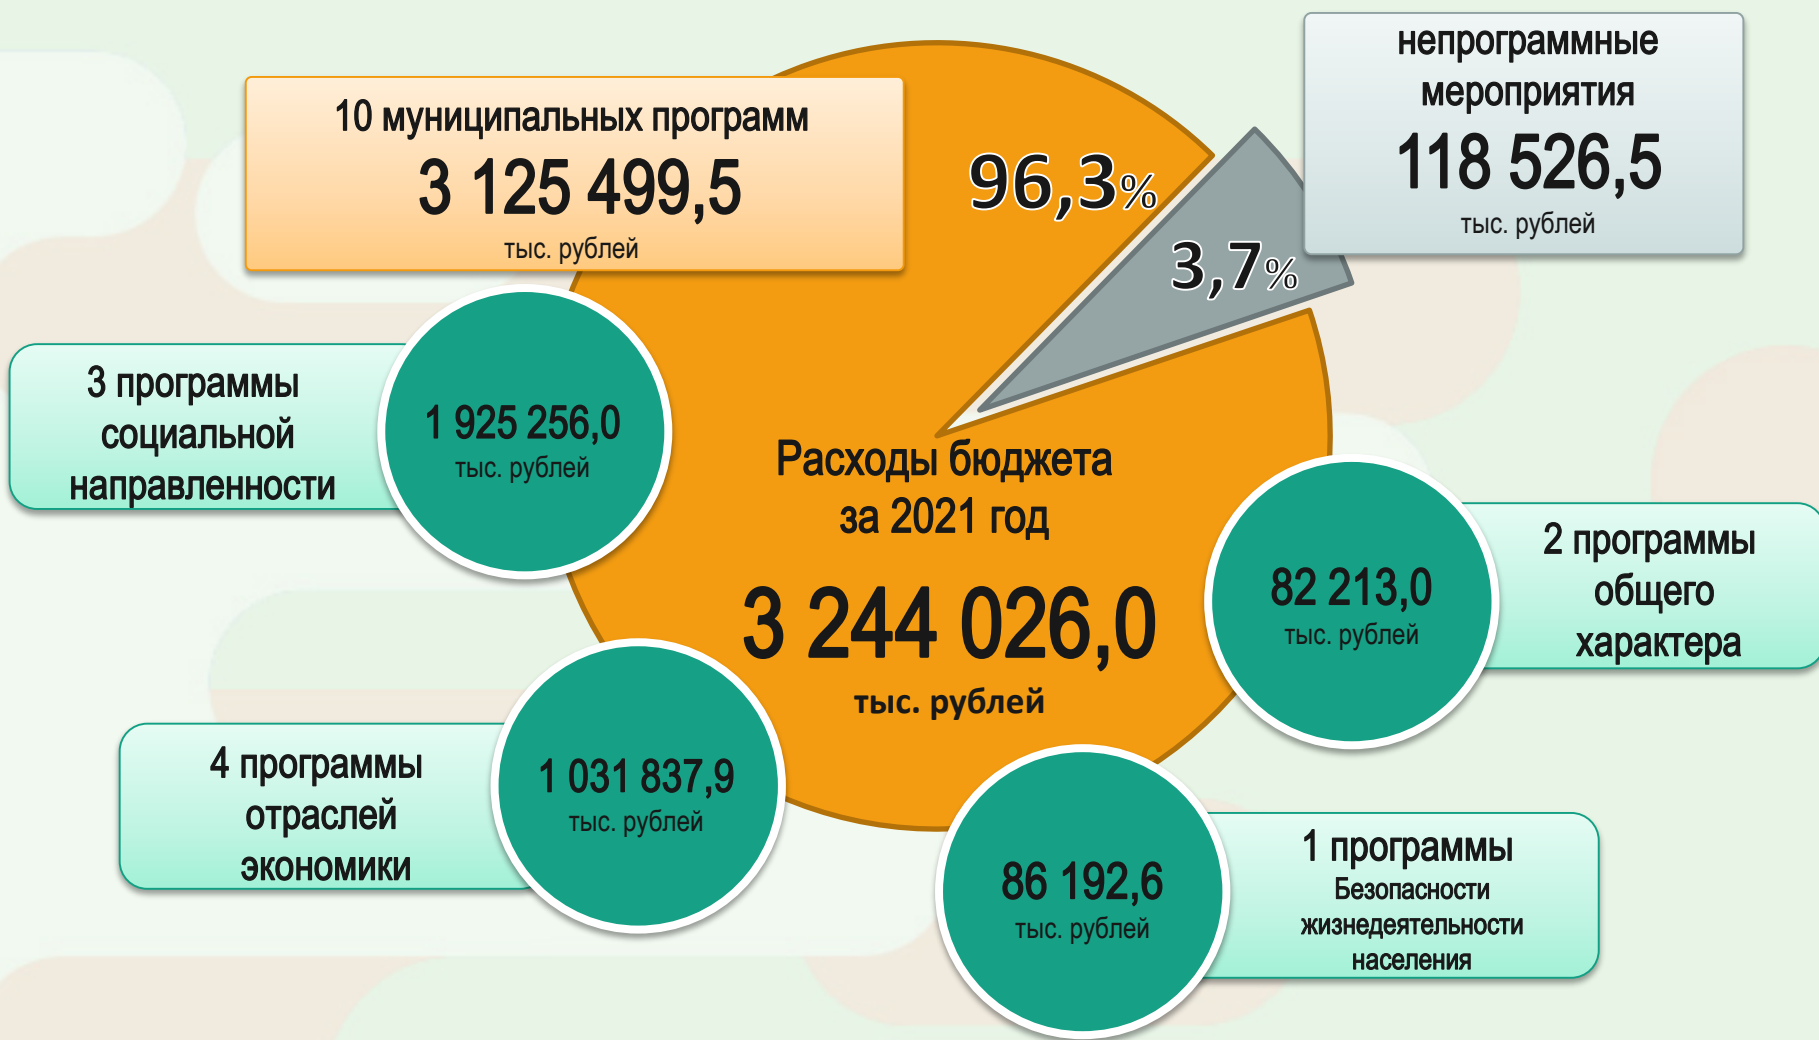 10 муниципальных программ
3 125 499,5
тыс. рублей
96,3%
непрограммные
мероприятия
118 526,5
тыс. рублей
3,7%
3 программы
социальной
направленности
1 925 256,0
тыс. рублей
Расходы бюджета
за 2021 год
3 244 026,0
тыс. рублей
82 213,0
тыс. рублей
2 программы
общего
характера
4 программы
отраслей
экономики
1 031 837,9
тыс. рублей
86 192,6
тыс. рублей
1 программы
Безопасности
жизнедеятельности
населения